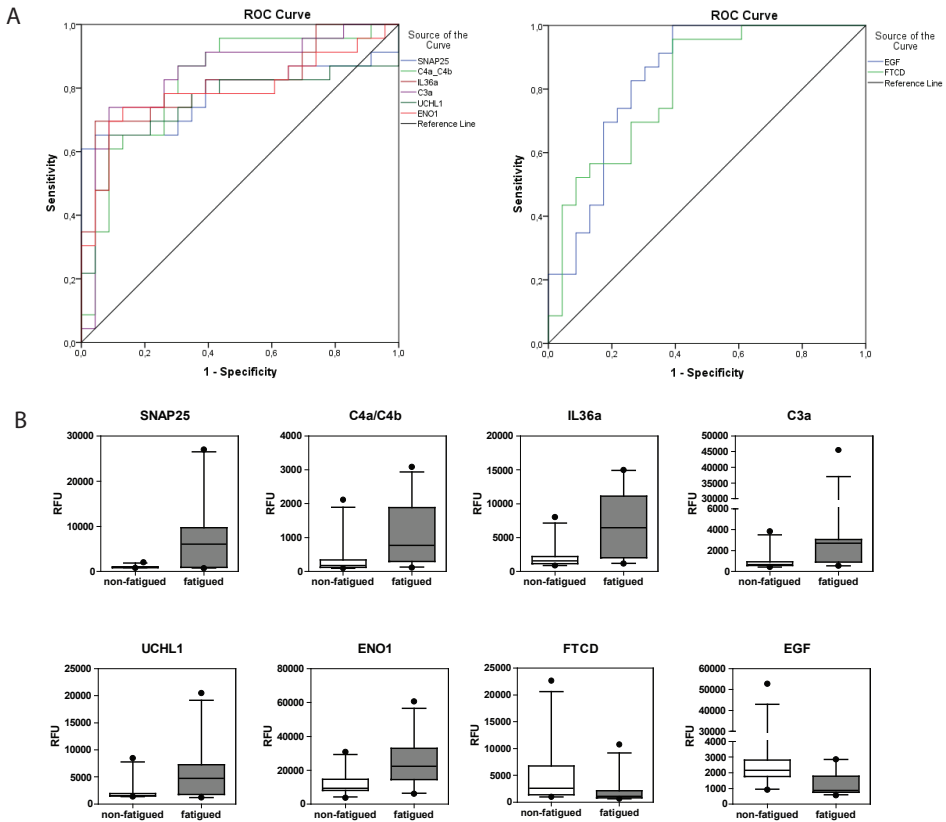 A
ROC Curve
Source of the
Curve
SNAP25
C4a_C4b
IL36a
C3a
UCHL1
ENO1
Reference Line
Sensitivity
1,0
0,8
0,6
0,4
0,2
0,0
0,0 0,2 0,4 0,6 0,8 1,0
1 - Specificity
ROC Curve
Source of the
Curve
EGF
FTCD
Reference Line
Sensitivity
1,0
0,8
0,6
0,4
0,2
0,0
0,0 0,2 0,4 0,6 0,8 1,0
1 - Specificity
B
SNAP25
RFU
30000
20000
10000
0
non-fatigued fatigued
C4a/C4b
RFU
4000
3000
2000
1000
0
non-fatigued fatigued
IL36a
RFU
20000
15000
10000
5000
0
non-fatigued fatigued
C3a
RFU
50000
45000
40000
35000
30000
6000
4000
2000
0
non-fatigued fatigued
UCHL1
RFU
25000
20000
15000
10000
5000
0
non-fatigued fatigued
ENO1
RFU
80000
60000
40000
20000
0
non-fatigued fatigued
FTCD
RFU
25000
20000
15000
10000
5000
0
non-fatigued fatigued
EGF
RFU
60000
50000
40000
30000
4000
3000
2000
1000
0
non-fatigued fatigued